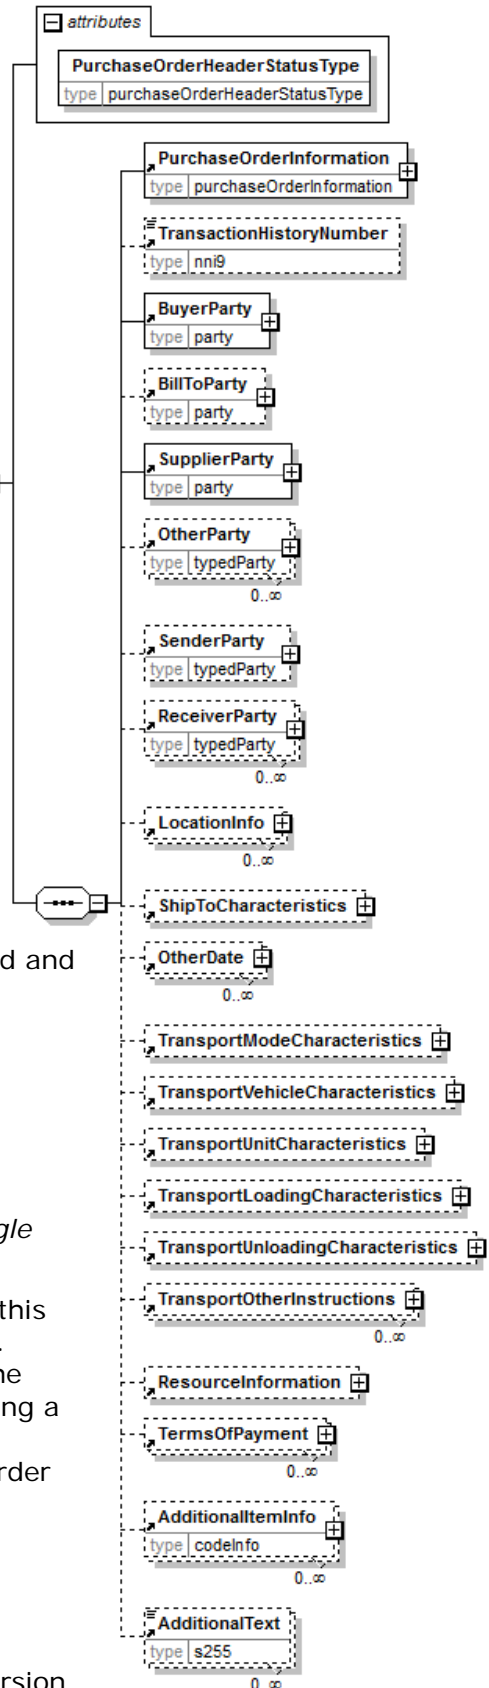 attributes
PurchaseOrderHeaderStatusType
type purchaseOrderHeaderStatusType
PurchaseOrderInformation
type purchaseOrderInformation
TransactionHistoryNumber
type nni9
BuyerParty
type party
BillToParty
type party
SupplierParty
type party
OtherParty
type typedParty
0..∞
SenderParty
type typedParty
ReceiverParty
type typedParty
0..∞
LocationInfo
0..∞
ShipToCharacteristics
d and
OtherDate
0..∞
TransportModeCharacteristics
TransportVehicleCharacteristics
TransportUnitCharacteristics
TransportLoadingCharacteristics
gle
TransportUnloadingCharacteristics
this
TransportOtherInstructions
0..∞
.
ne
ResourceInformation
ng a
TermsOfPayment
0..∞
rder
AdditionalItemInfo
type codeInfo
0..∞
AdditionalText
type s255
0..∞
rsion